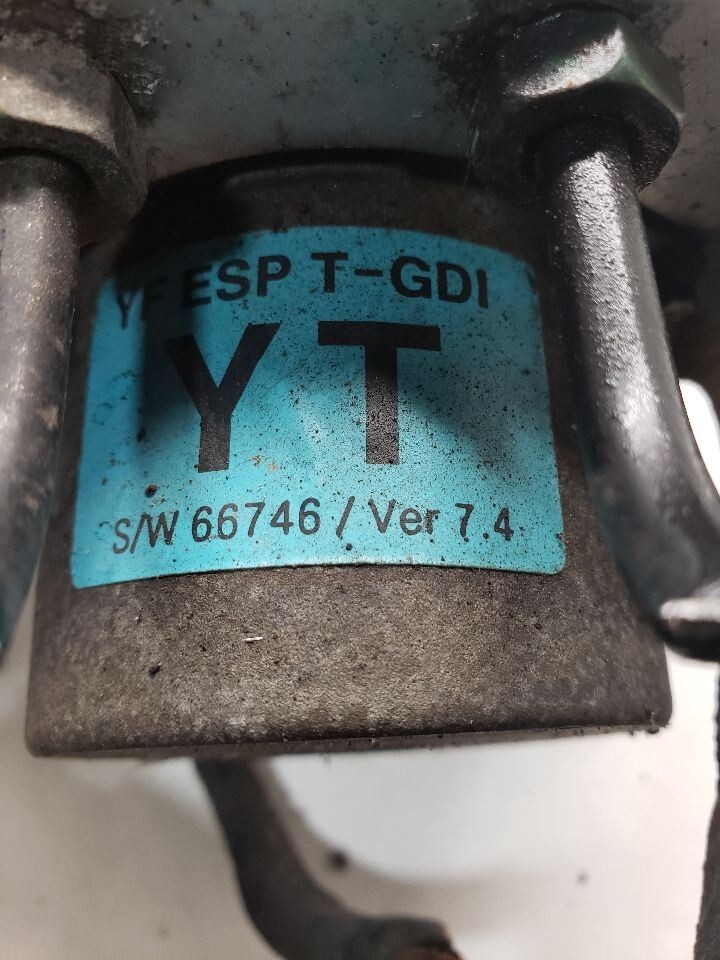 YF ESP T-GDI
YT
S/W 66746 / Ver 7.4